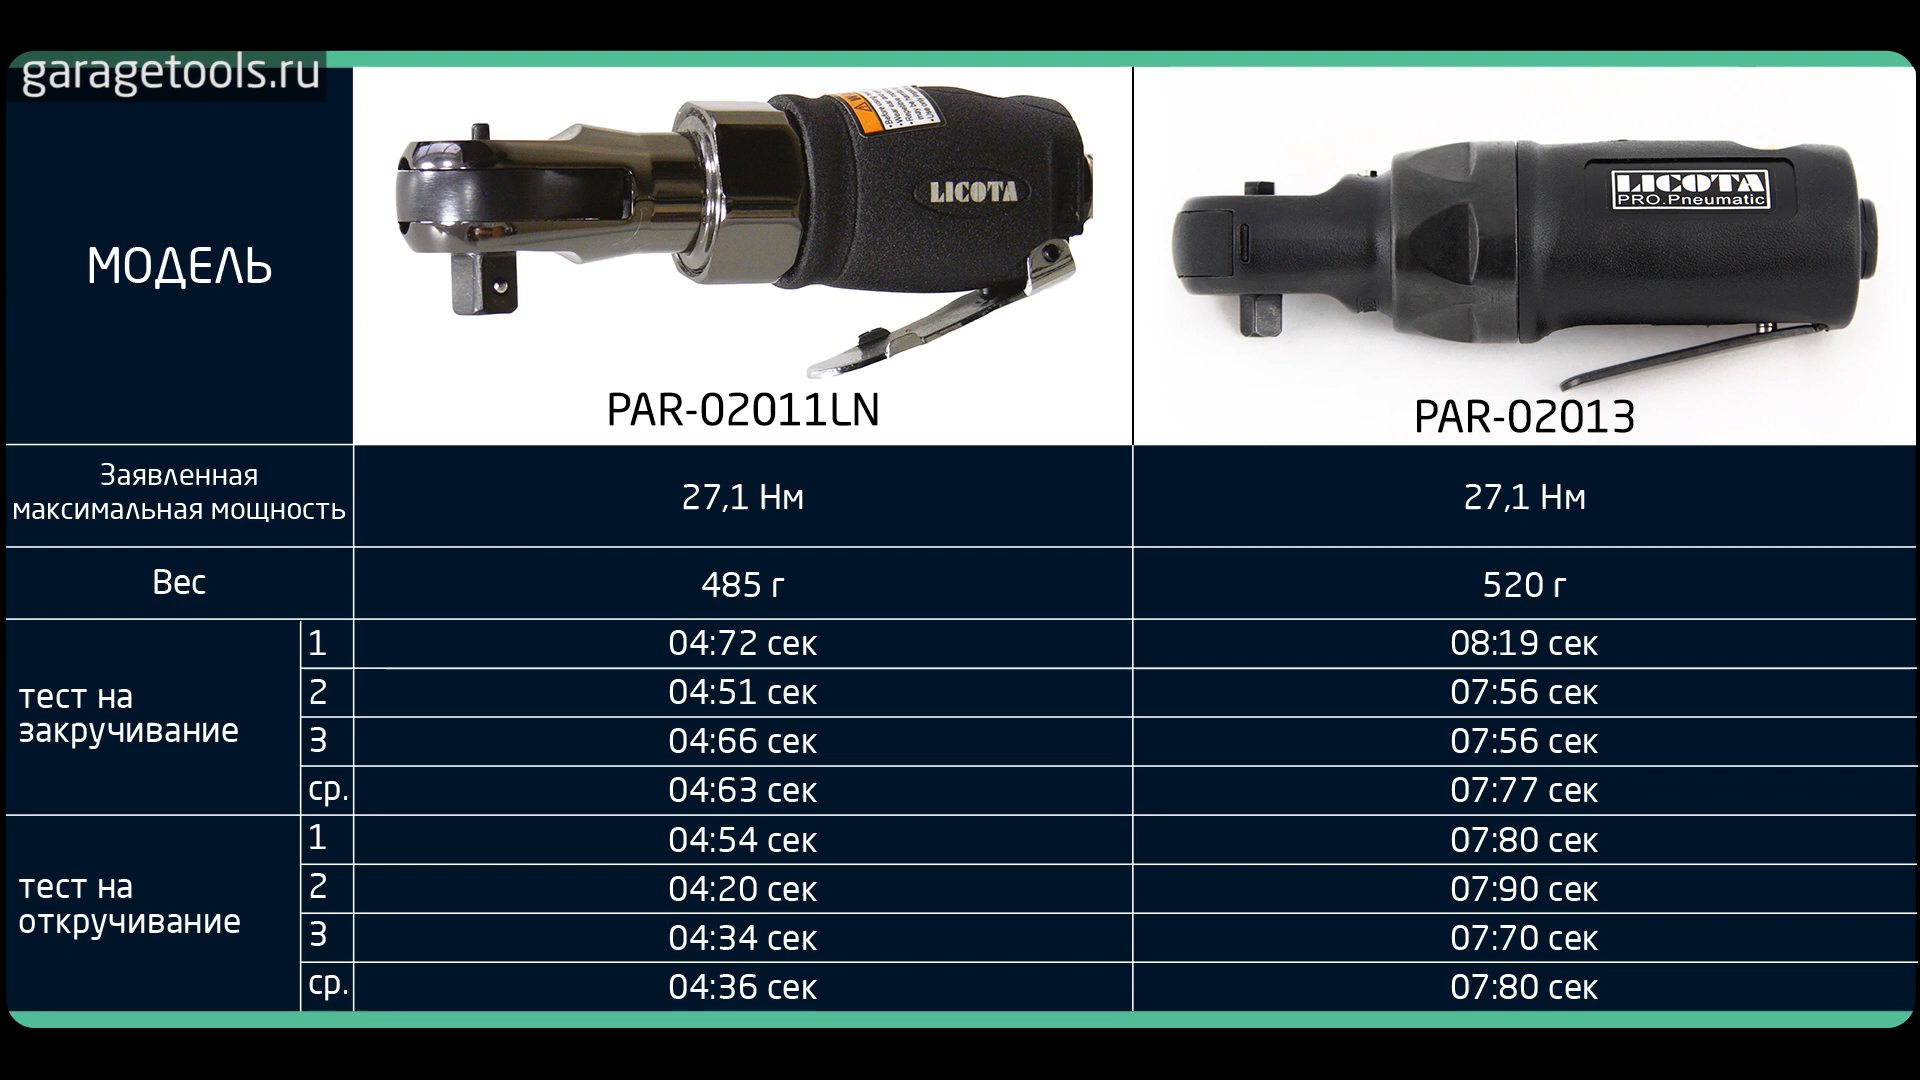 garagetools.ru
МОДЕЛЬ
LICOTA
PAR-02011LN
LICOTA
PRO.Pneumatic
PAR-02013
Заявленная
максимальная мощность
27,1 Нм
27,1 Нм
Вес
485 г
520 г
тест на
закручивание
1
04:72 сек
08:19 сек
2
04:51 сек
07:56 сек
3
04:66 сек
07:56 сек
ср.
04:63 сек
07:77 сек
тест на
откручивание
1
04:54 сек
07:80 сек
2
04:20 сек
07:90 сек
3
04:34 сек
07:70 сек
ср.
04:36 сек
07:80 сек